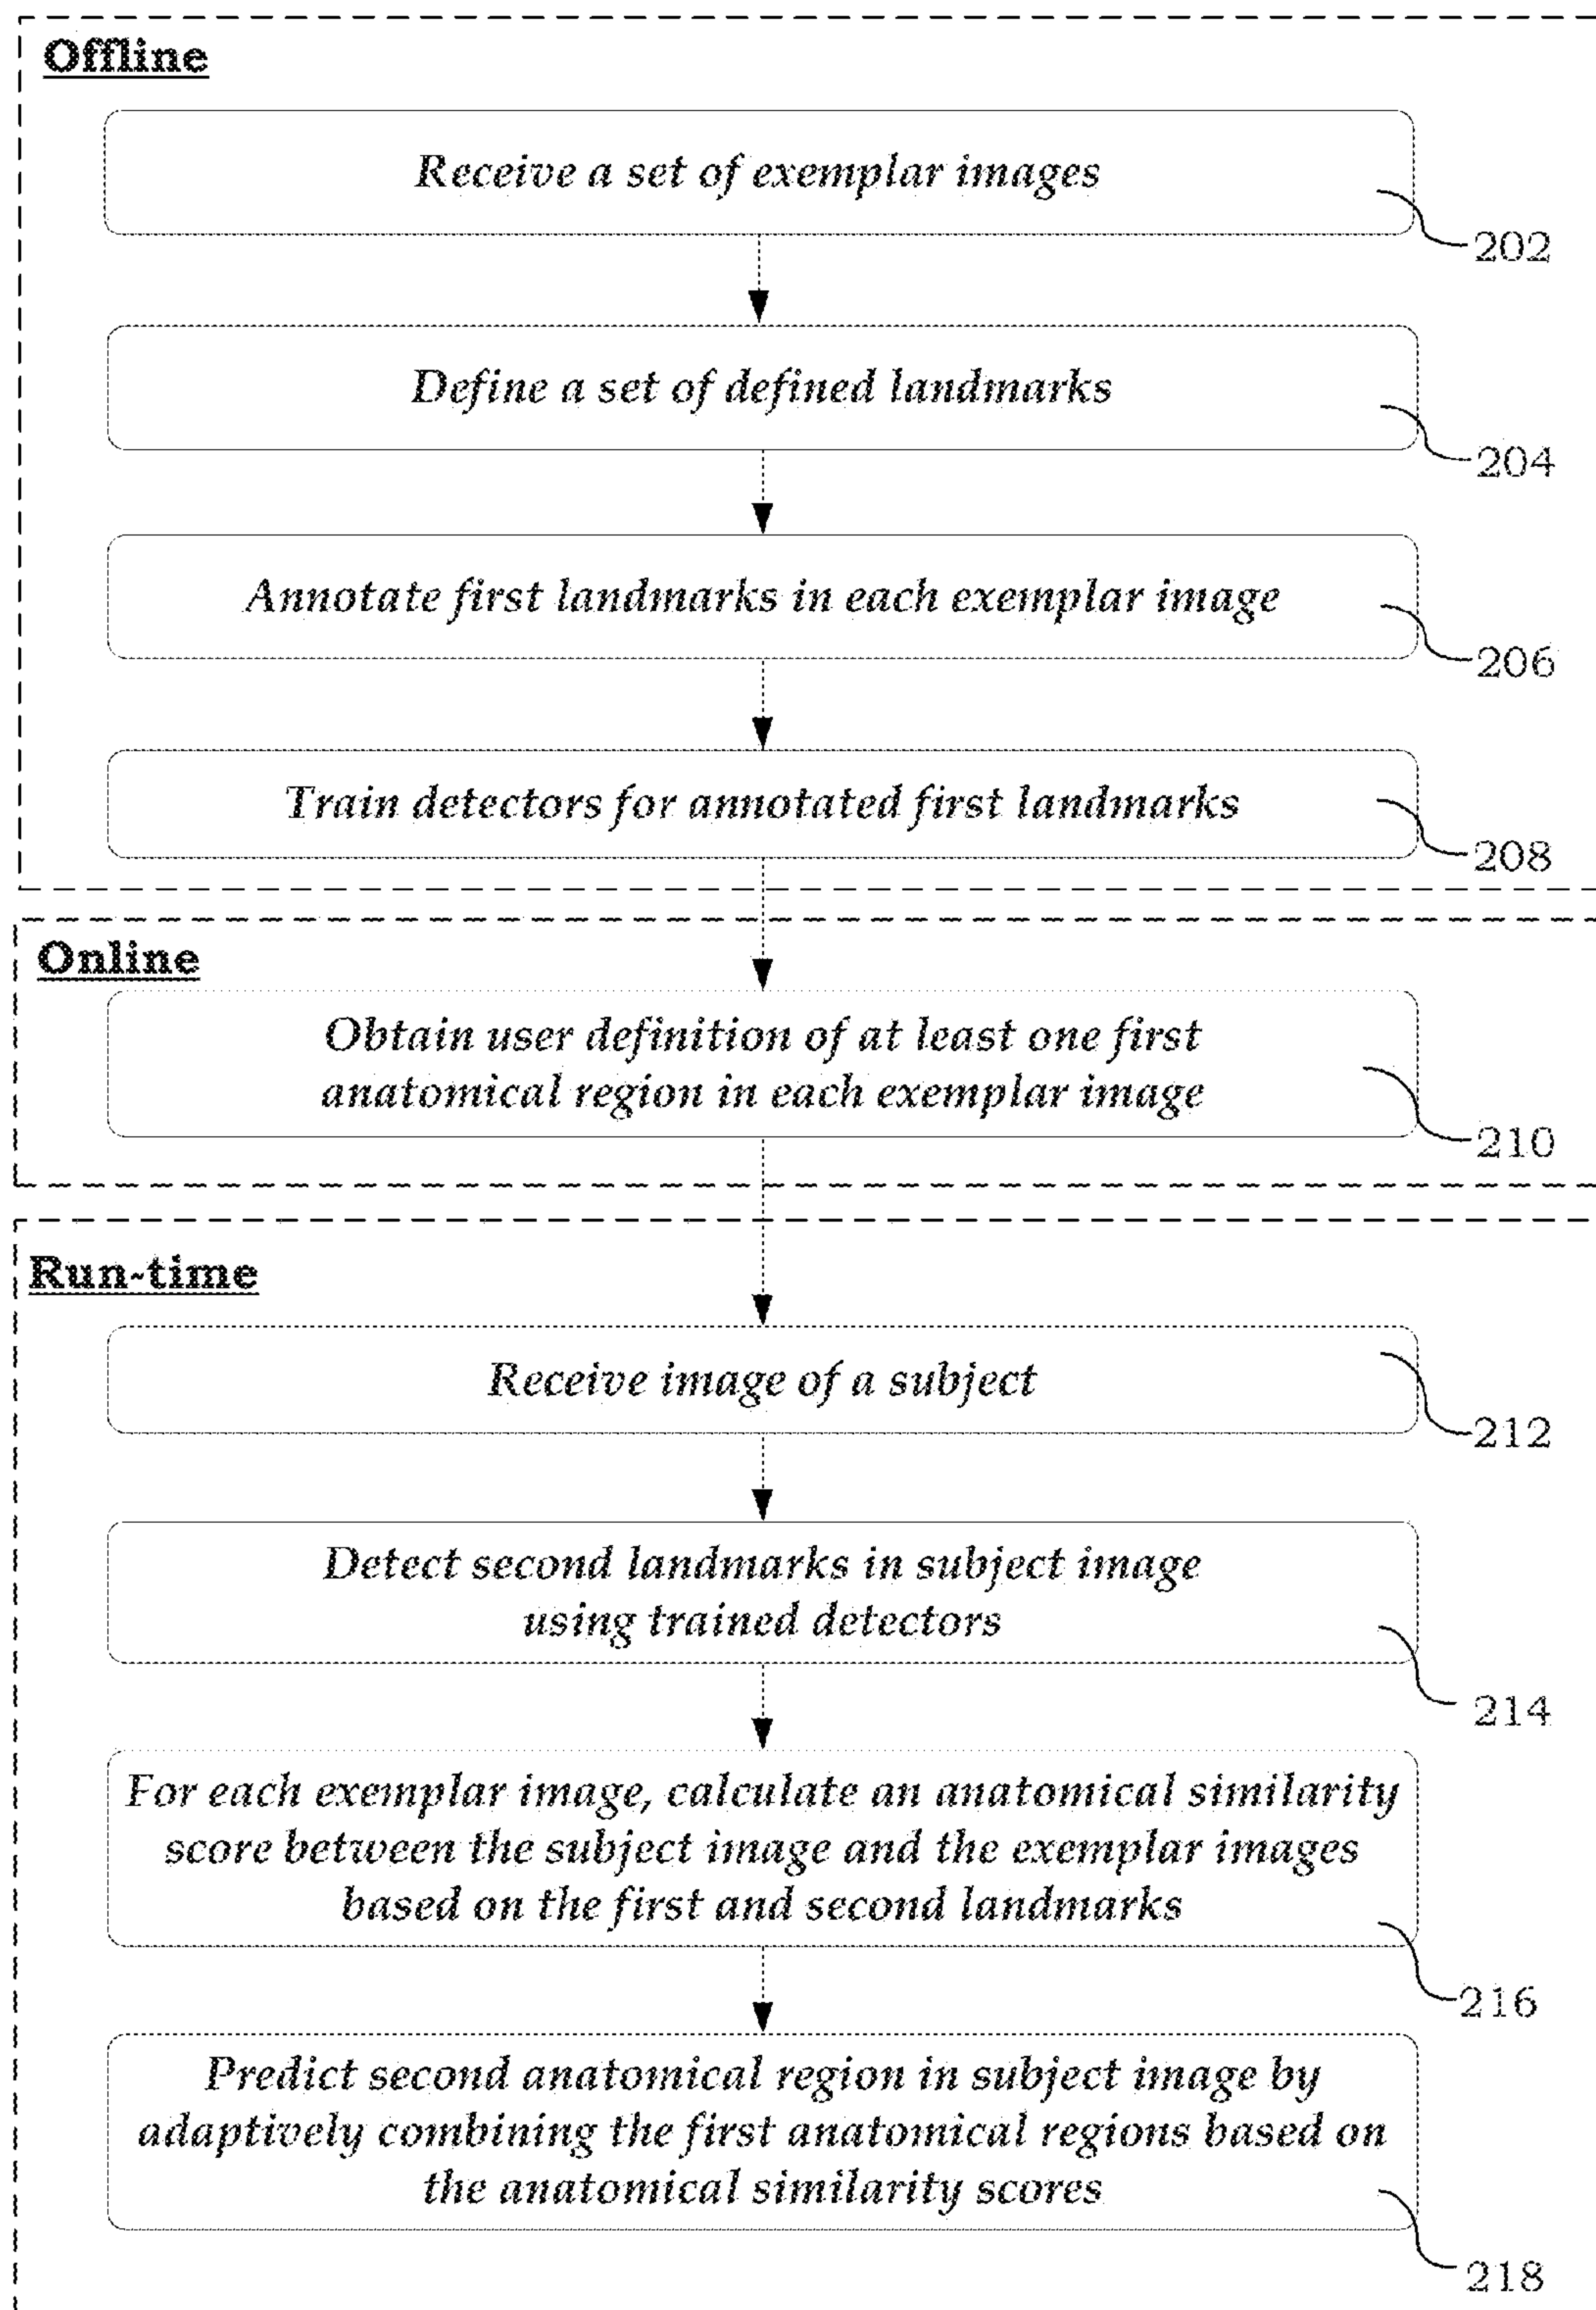 Offline
Receive a set of exemplar images
202
Define a set of defined landmarks
204
Annotate first landmarks in each exemplar image
206
Train detectors for annotated first landmarks
208
Online
Obtain user definition of at least one first
anatomical region in each exemplar image
210
Run-time
Receive image of a subject
212
Detect second landmarks in subject image
using trained detectors
214
For each exemplar image, calculate an anatomical similarity
score between the subject image and the exemplar images
based on the first and second landmarks
216
Predict second anatomical region in subject image by
adaptively combining the first anatomical regions based on
the anatomical similarity scores
218